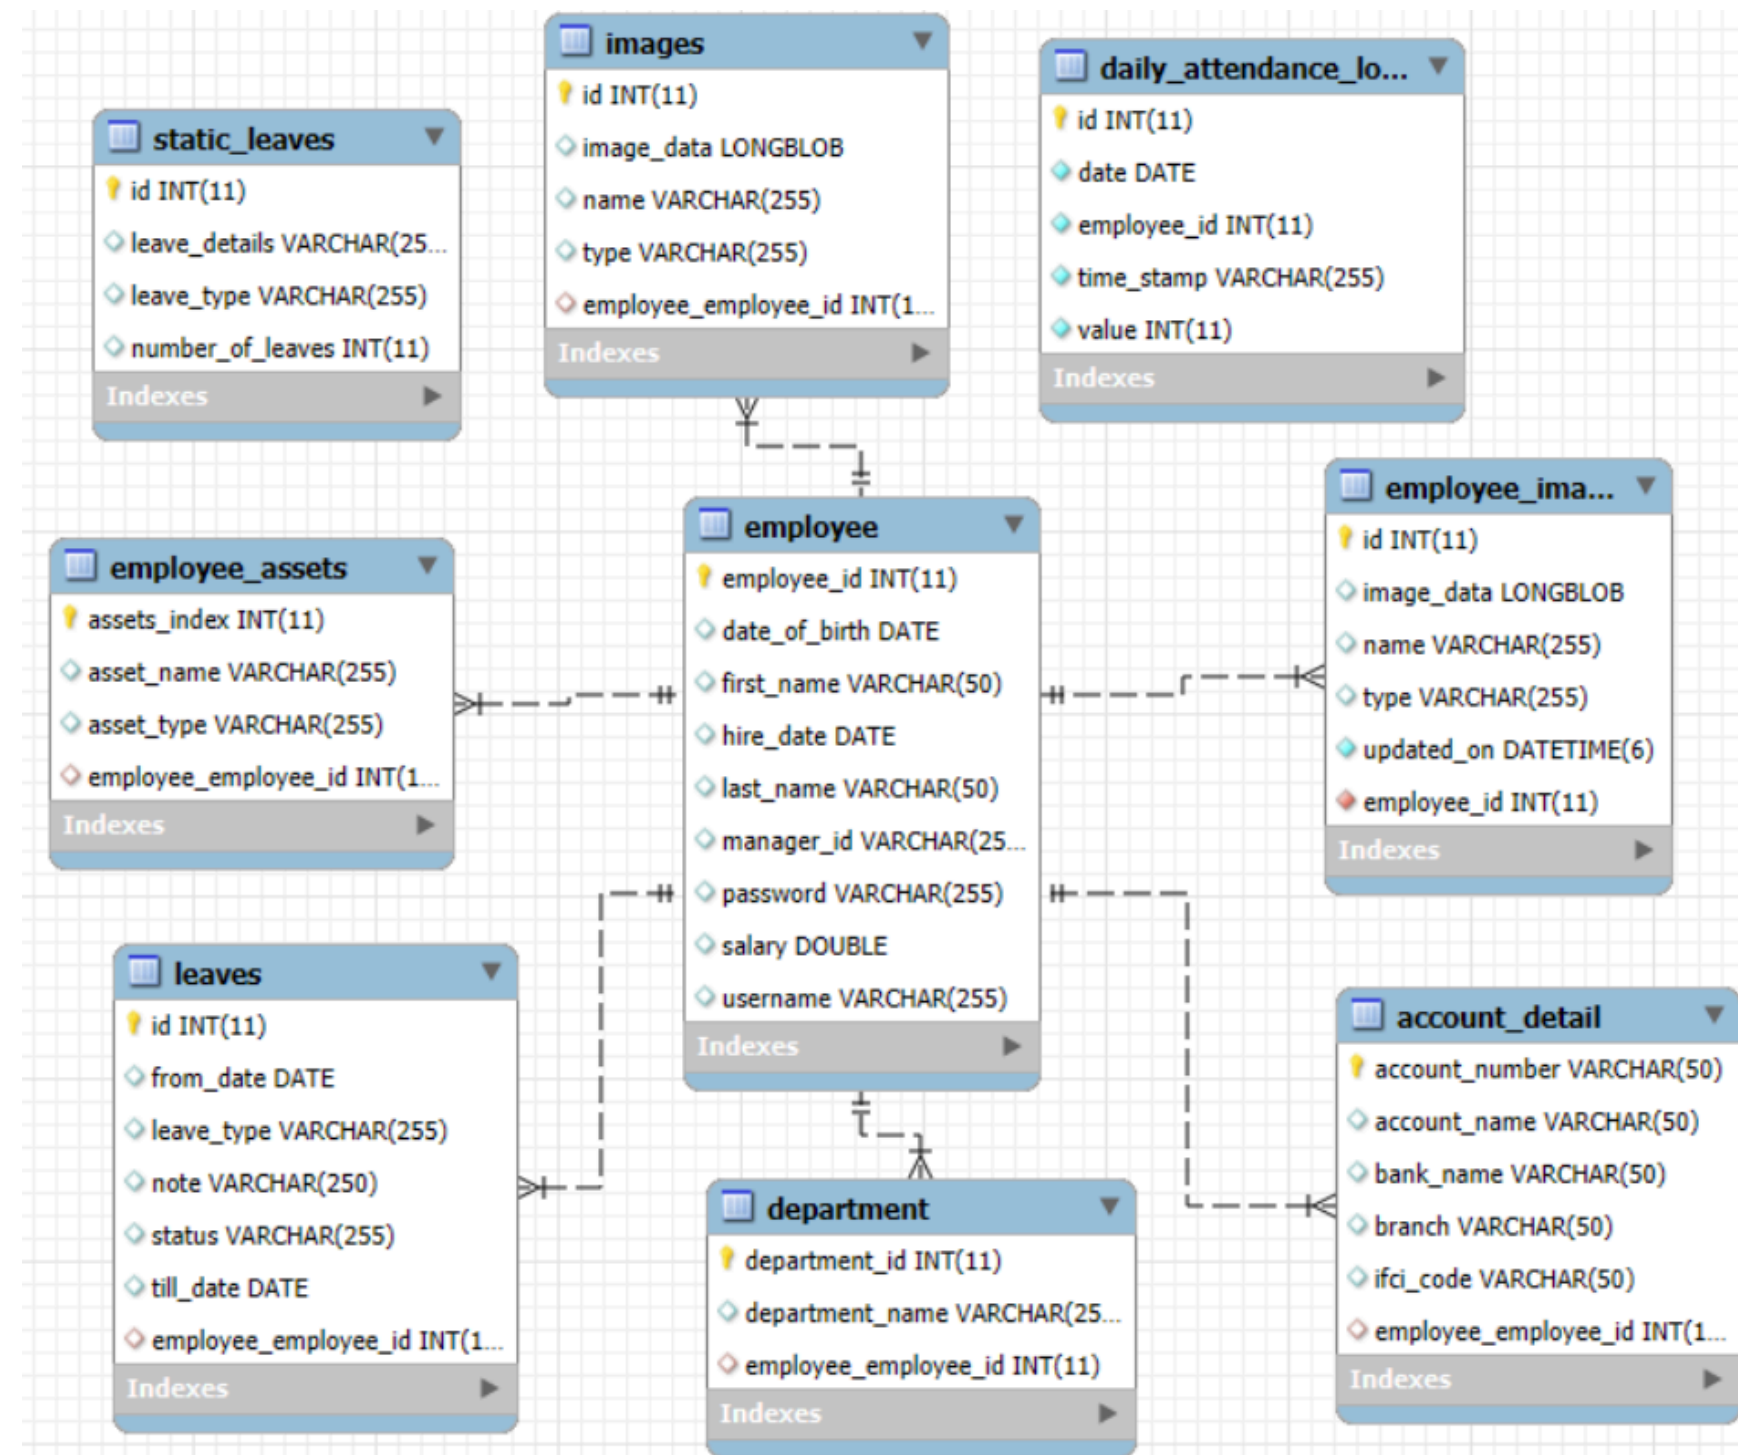 images
id INT(11)
image_data LONGBLOB
name VARCHAR(255)
type VARCHAR(255)
employee_employee_id INT(1...
Indexes
daily_attendance_lo...
id INT(11)
date DATE
employee_id INT(11)
time_stamp VARCHAR(255)
value INT(11)
Indexes
static_leaves
id INT(11)
leave_details VARCHAR(25...
leave_type VARCHAR(255)
number_of_leaves INT(11)
Indexes
employee_assets
assets_index INT(11)
asset_name VARCHAR(255)
asset_type VARCHAR(255)
employee_employee_id INT(1...
Indexes
employee
employee_id INT(11)
date_of_birth DATE
first_name VARCHAR(50)
hire_date DATE
last_name VARCHAR(50)
manager_id VARCHAR(25...
password VARCHAR(255)
salary DOUBLE
username VARCHAR(255)
Indexes
employee_ima...
id INT(11)
image_data LONGBLOB
name VARCHAR(255)
type VARCHAR(255)
updated_on DATETIME(6)
employee_id INT(11)
Indexes
leaves
id INT(11)
from_date DATE
leave_type VARCHAR(255)
note VARCHAR(250)
status VARCHAR(255)
till_date DATE
employee_employee_id INT(1...
Indexes
department
department_id INT(11)
department_name VARCHAR(25...
employee_employee_id INT(11)
Indexes
account_detail
account_number VARCHAR(50)
account_name VARCHAR(50)
bank_name VARCHAR(50)
branch VARCHAR(50)
ifci_code VARCHAR(50)
employee_employee_id INT(1...
Indexes